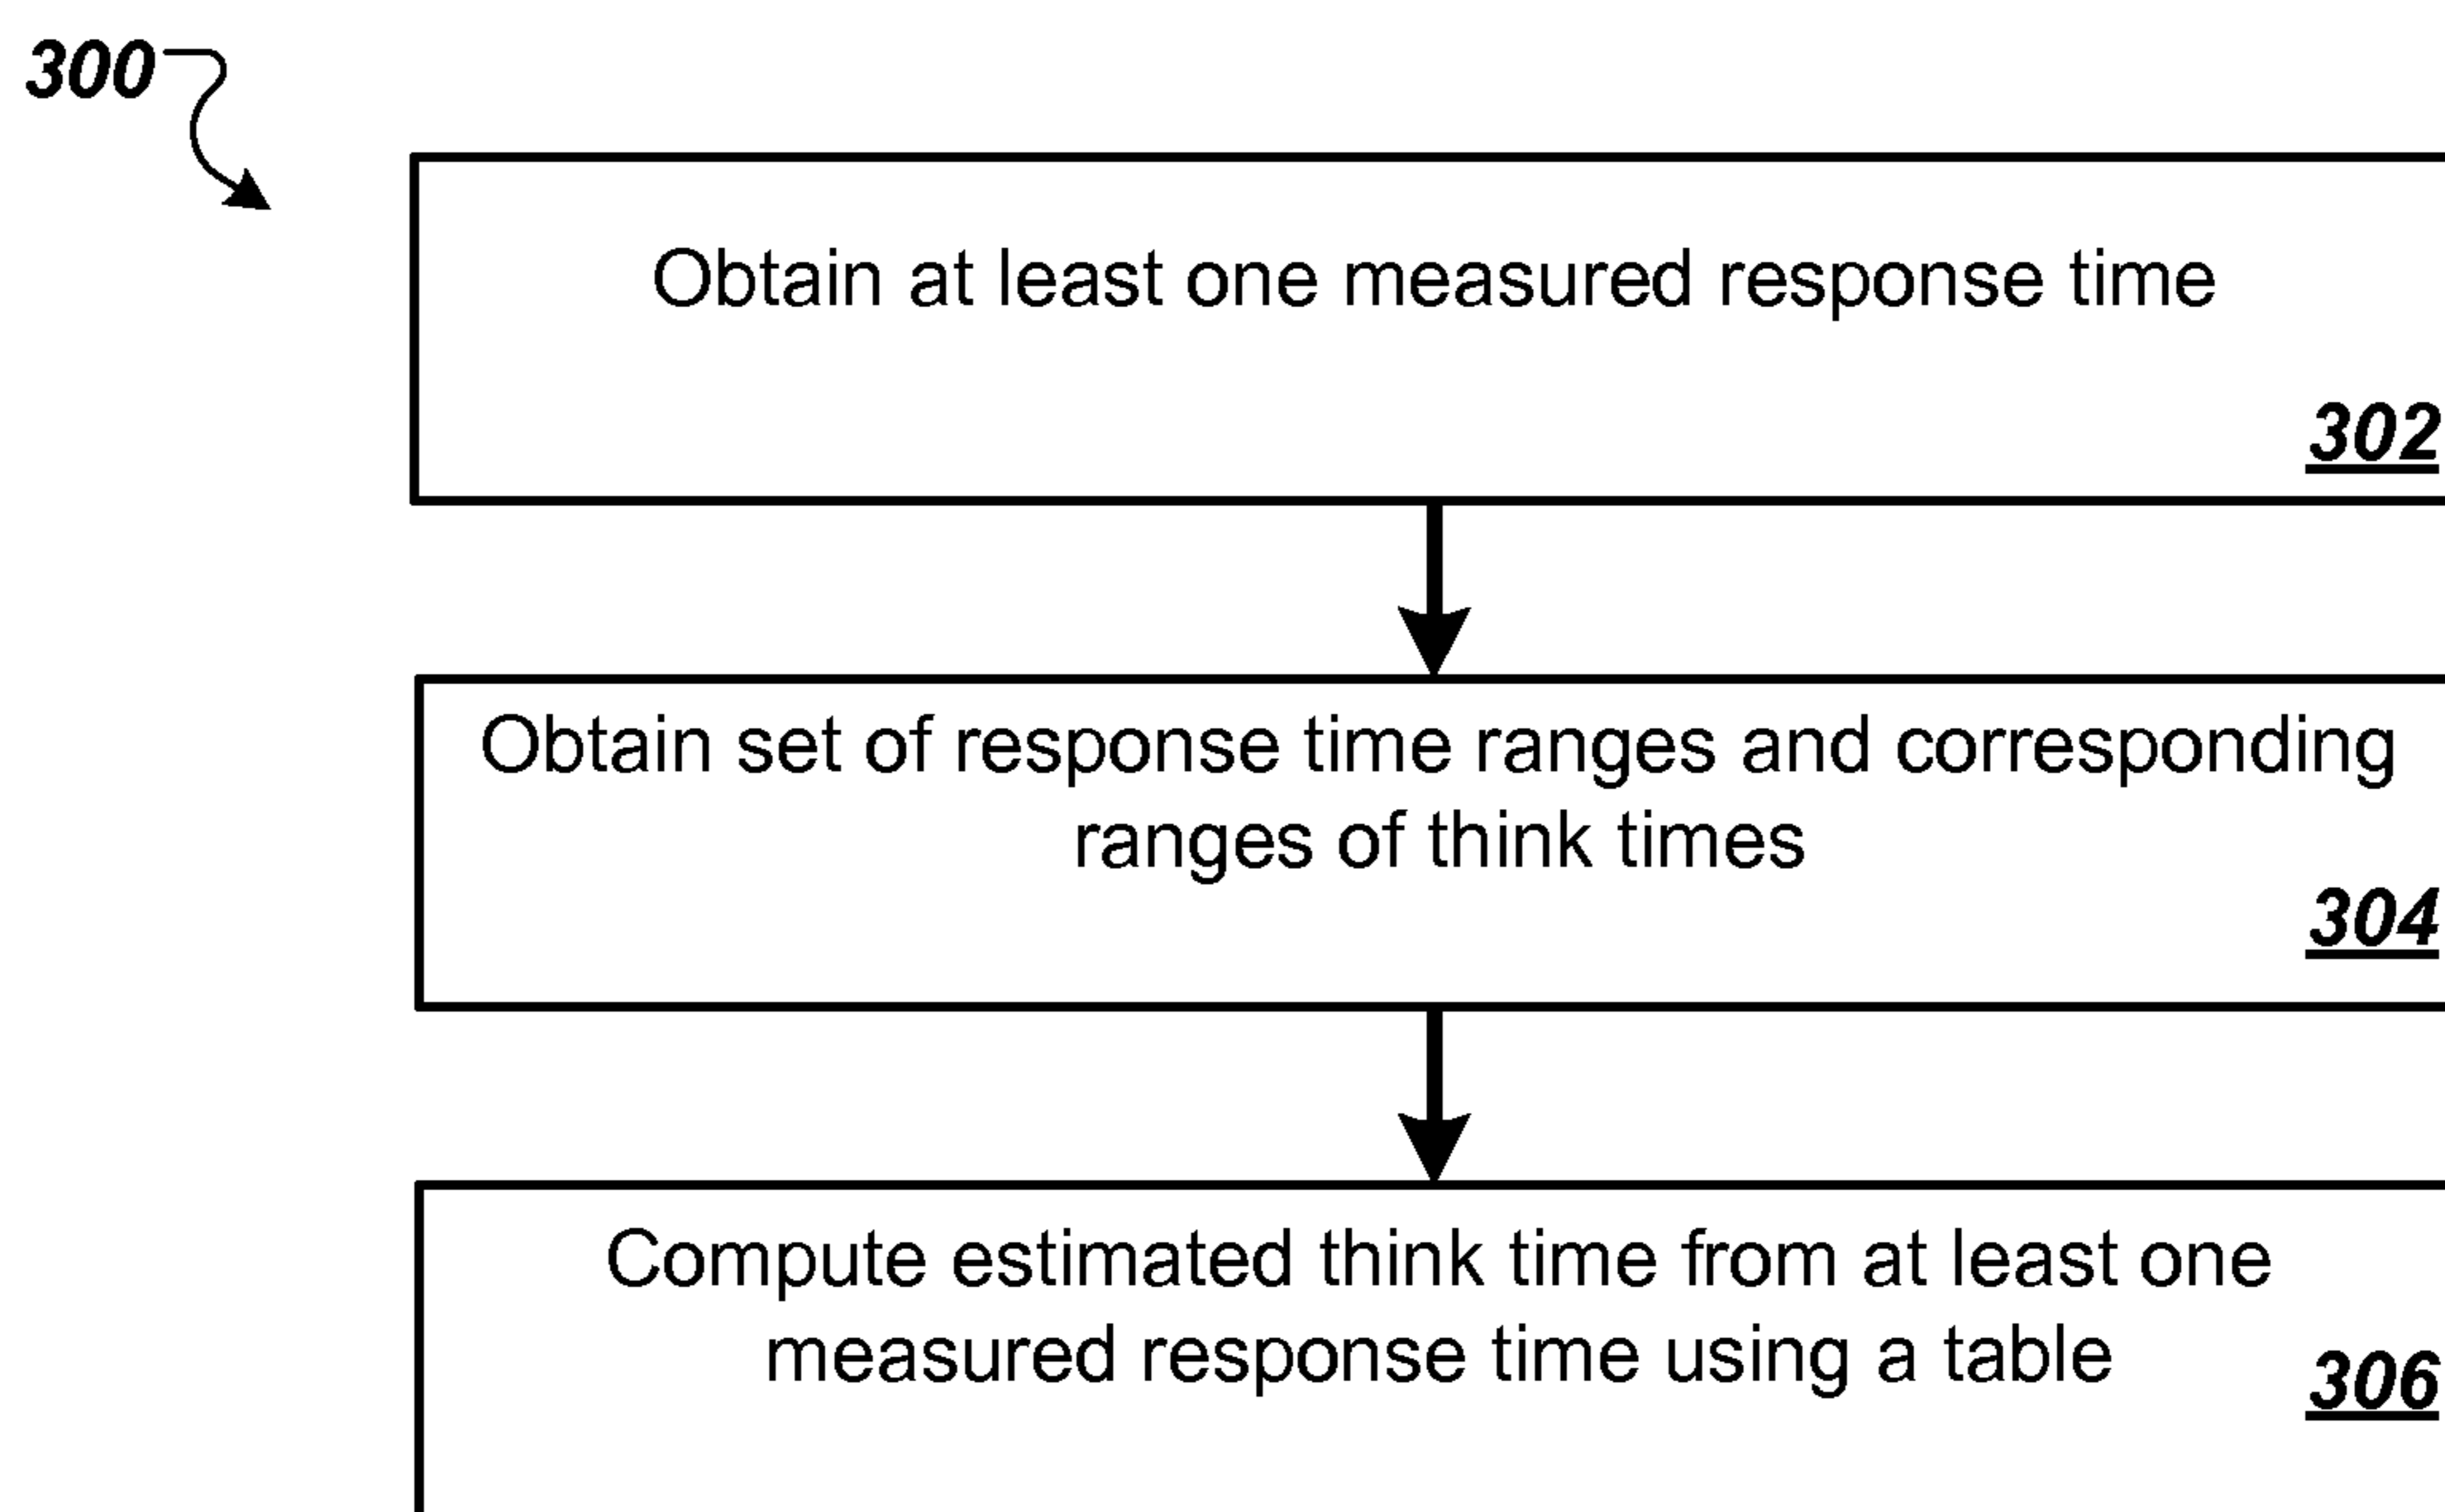 300
Obtain at least one measured response time
302
Obtain set of response time ranges and corresponding
ranges of think times
304
Compute estimated think time from at least one
measured response time using a table
306